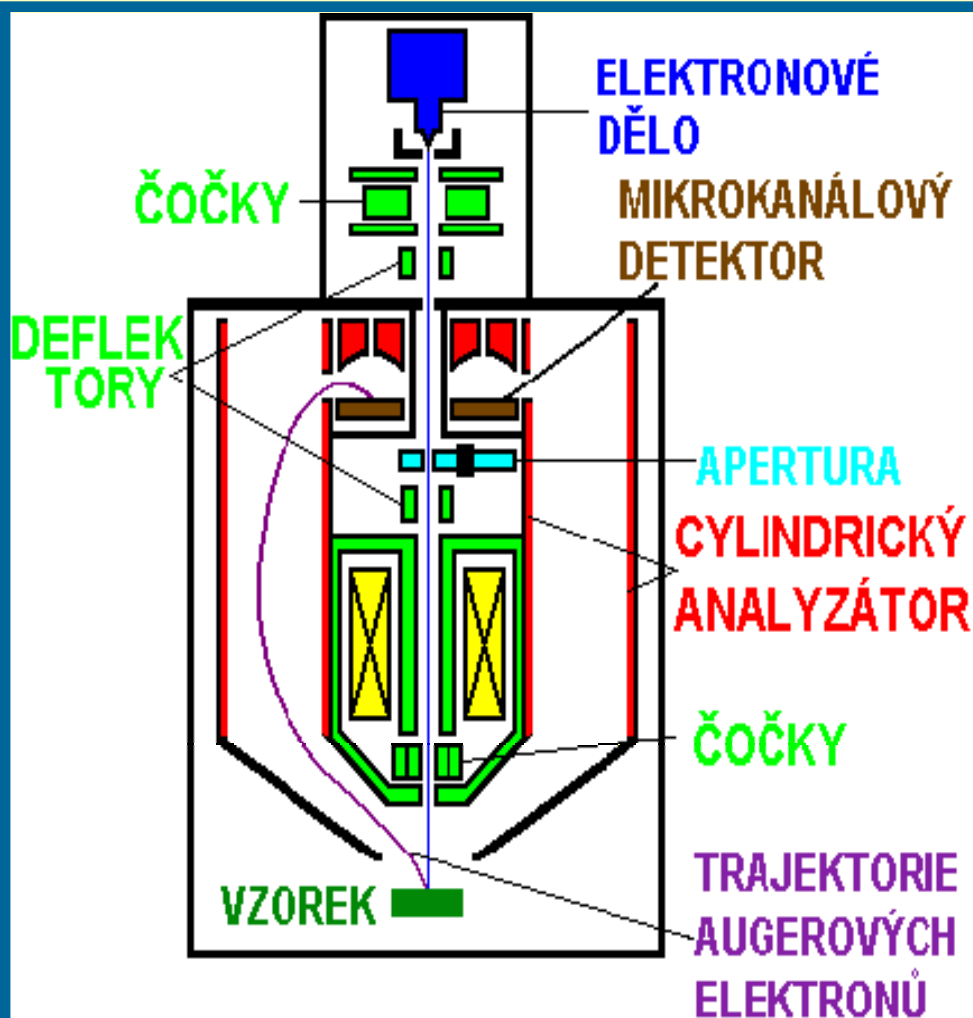 ELEKTRONOVÉ
DĚLO
ČOČKY
MIKROKANÁLOVÝ
DETEKTOR
DEFLEK
TORY
APERTURA
CYLINDRICKÝ
ANALYZÁTOR
ČOČKY
VZOREK
TRAJEKTORIE
AUGEROVÝCH
ELEKTRONŮ